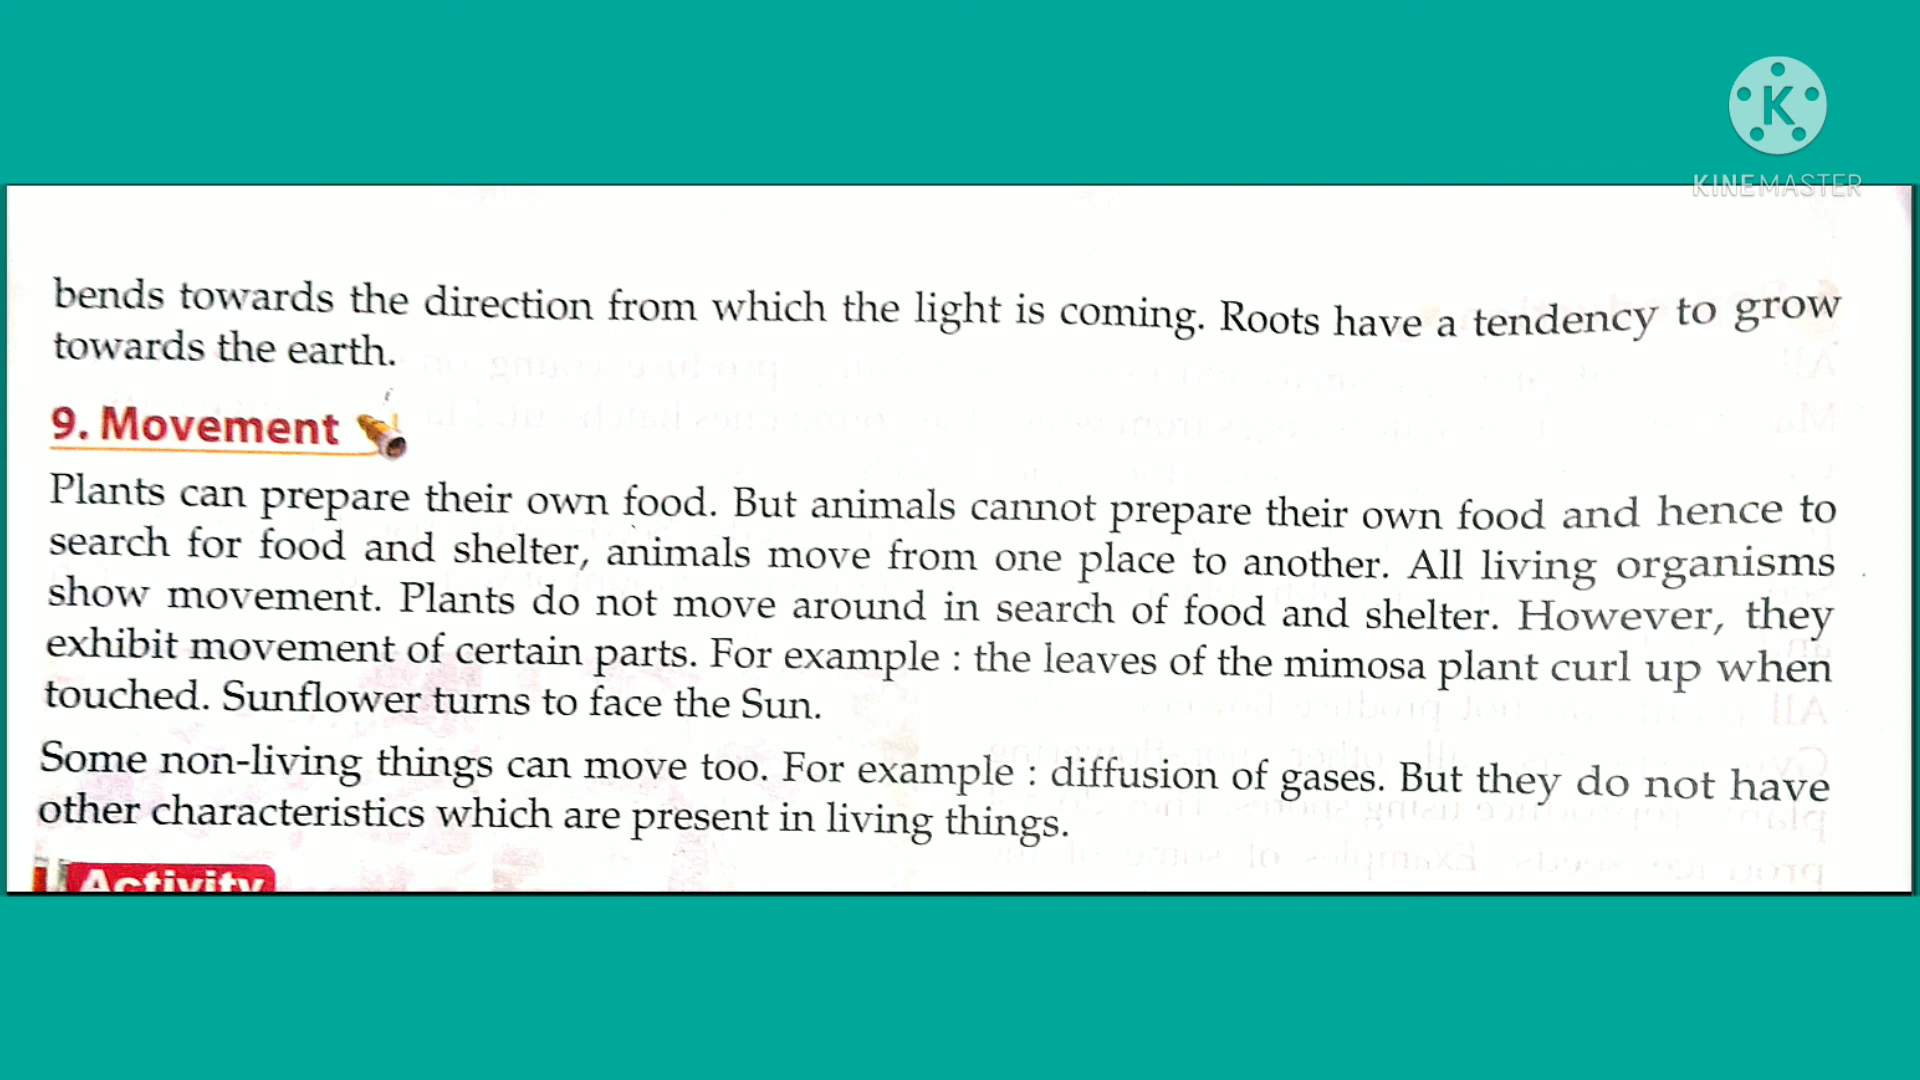 K
KINEMASTER
bends towards the direction from which the light is coming. Roots have a tendency to grow
towards the earth.
9. Movement
Plants can prepare their own food. But animals cannot prepare their own food and hence to
search for food and shelter, animals move from one place to another. All living organisms
show movement. Plants do not move around in search of food and shelter. However, they
exhibit movement of certain parts. For example : the leaves of the mimosa plant curl up when
touched. Sunflower turns to face the Sun.
Some non-living things can move too. For example : diffusion of gases. But they do not have
other characteristics which are present in living things.
Activity